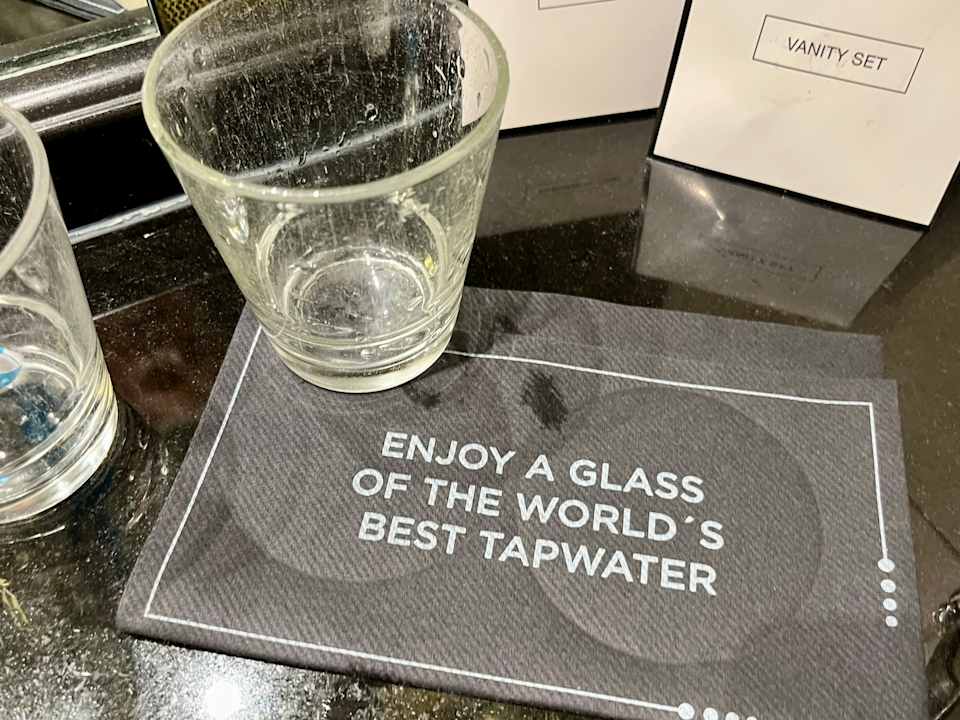 VANITY SET
ENJOY A GLASS
OF THE WORLD´S
BEST TAPWATER